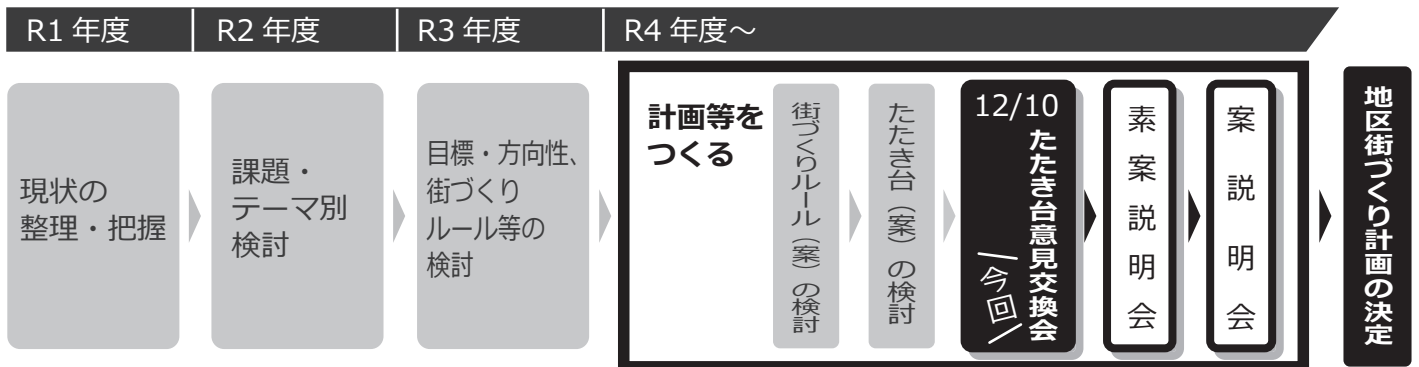 R1 年度
R2 年度
R3 年度
R4 年度～
現状の
整理・把握
課題・
テーマ別
検討
目標・方向性、
街づくり
ルール等の
検討
計画等を
つくる
街づくりルール（案）の検討
たたき台（案）の検討
12/10
たたき台意見交換会
今回
素案説明会
案説明会
地区街づくり計画の決定